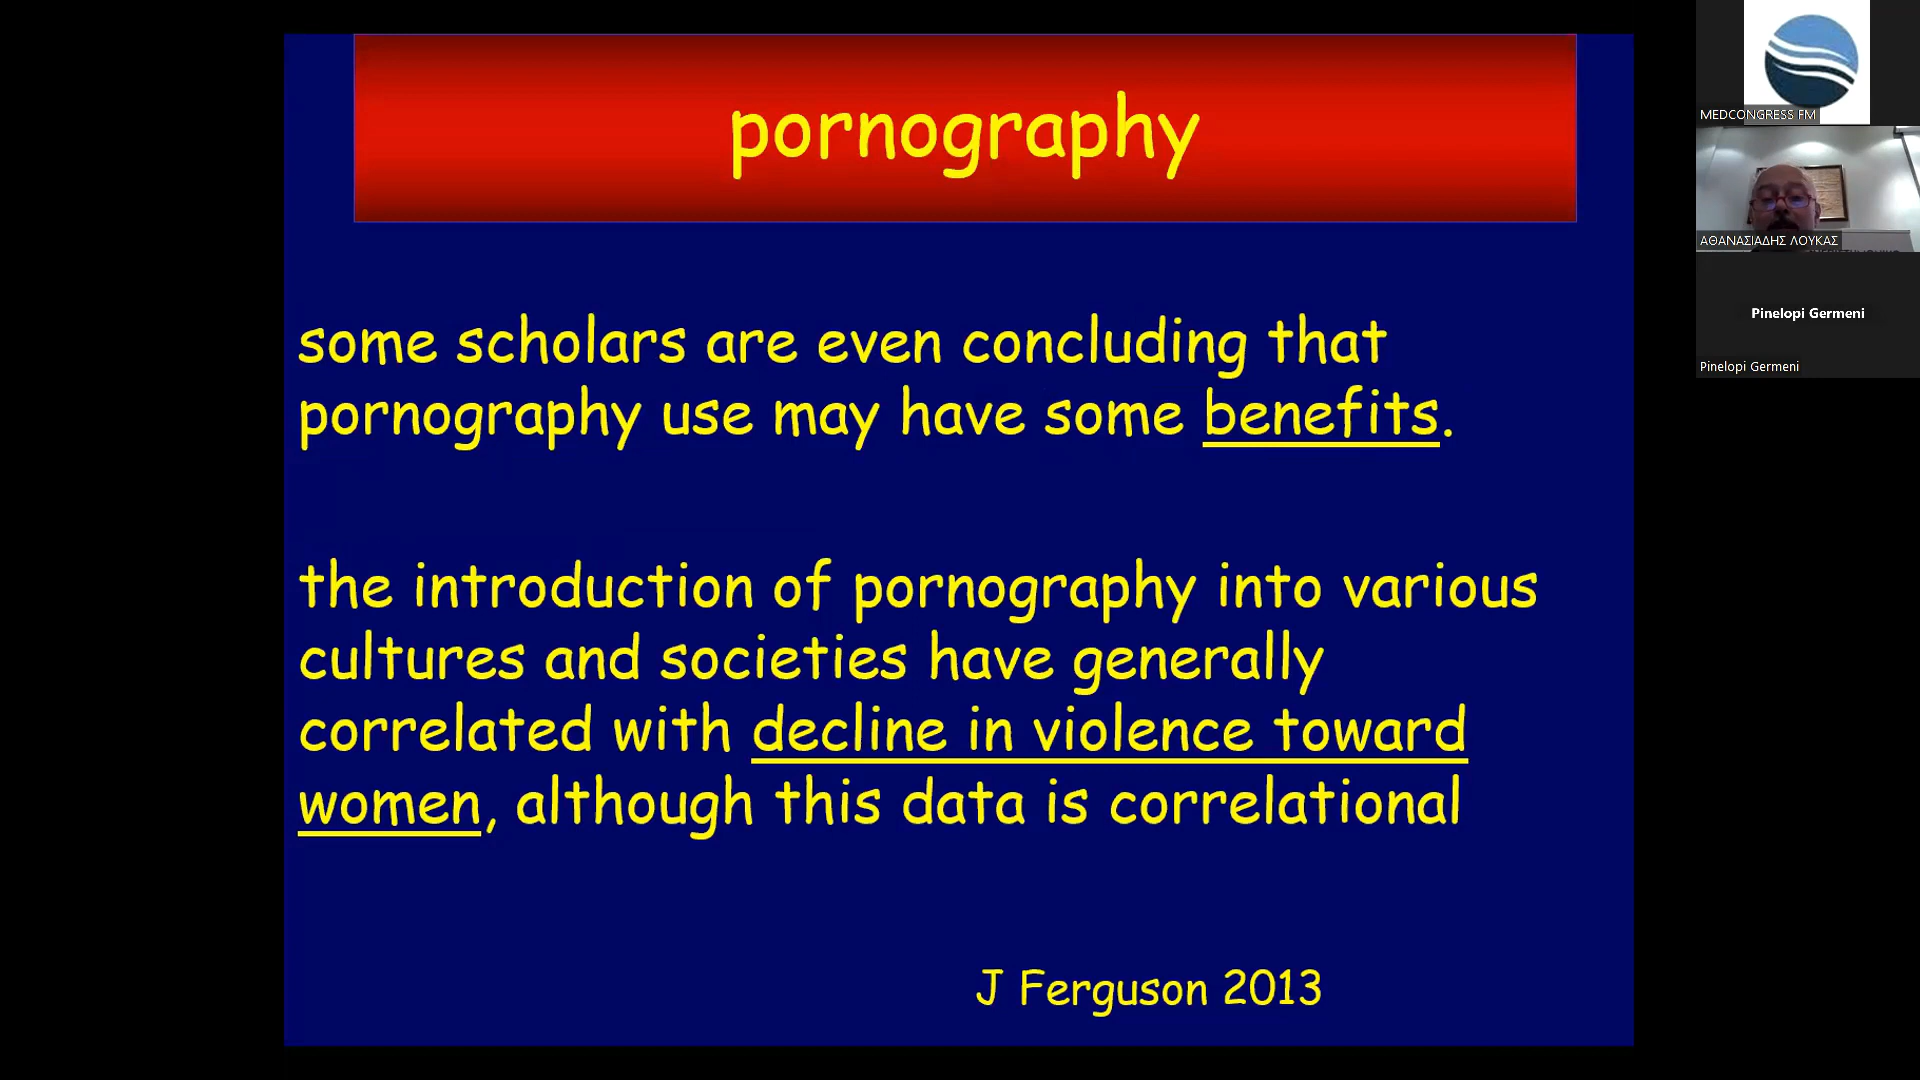 pornography
some scholars are even concluding that
pornography use may have some benefits.
the introduction of pornography into various
cultures and societies have generally
correlated with decline in violence toward
women, although this data is correlational
J Ferguson 2013
MEDCONGRESS FM
ΑΘΑΝΑΣΙΑΔΗΣ ΛΟΥΚΑΣ
Pinelopi Germeni
Pinelopi Germeni